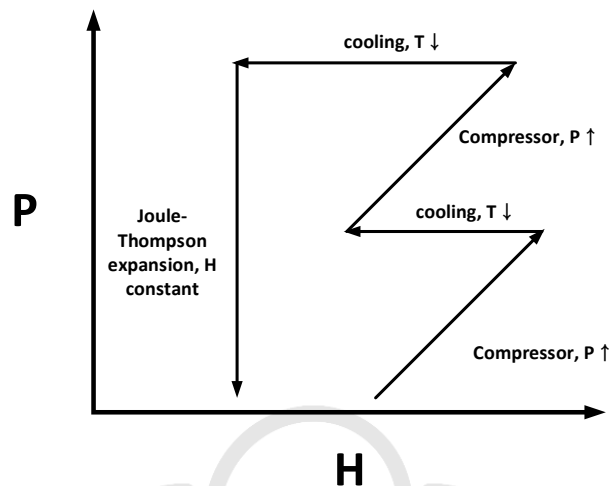 cooling, T ↓
Compressor, P ↑
P
Joule-
Thompson
expansion, H
constant
cooling, T ↓
Compressor, P ↑
H